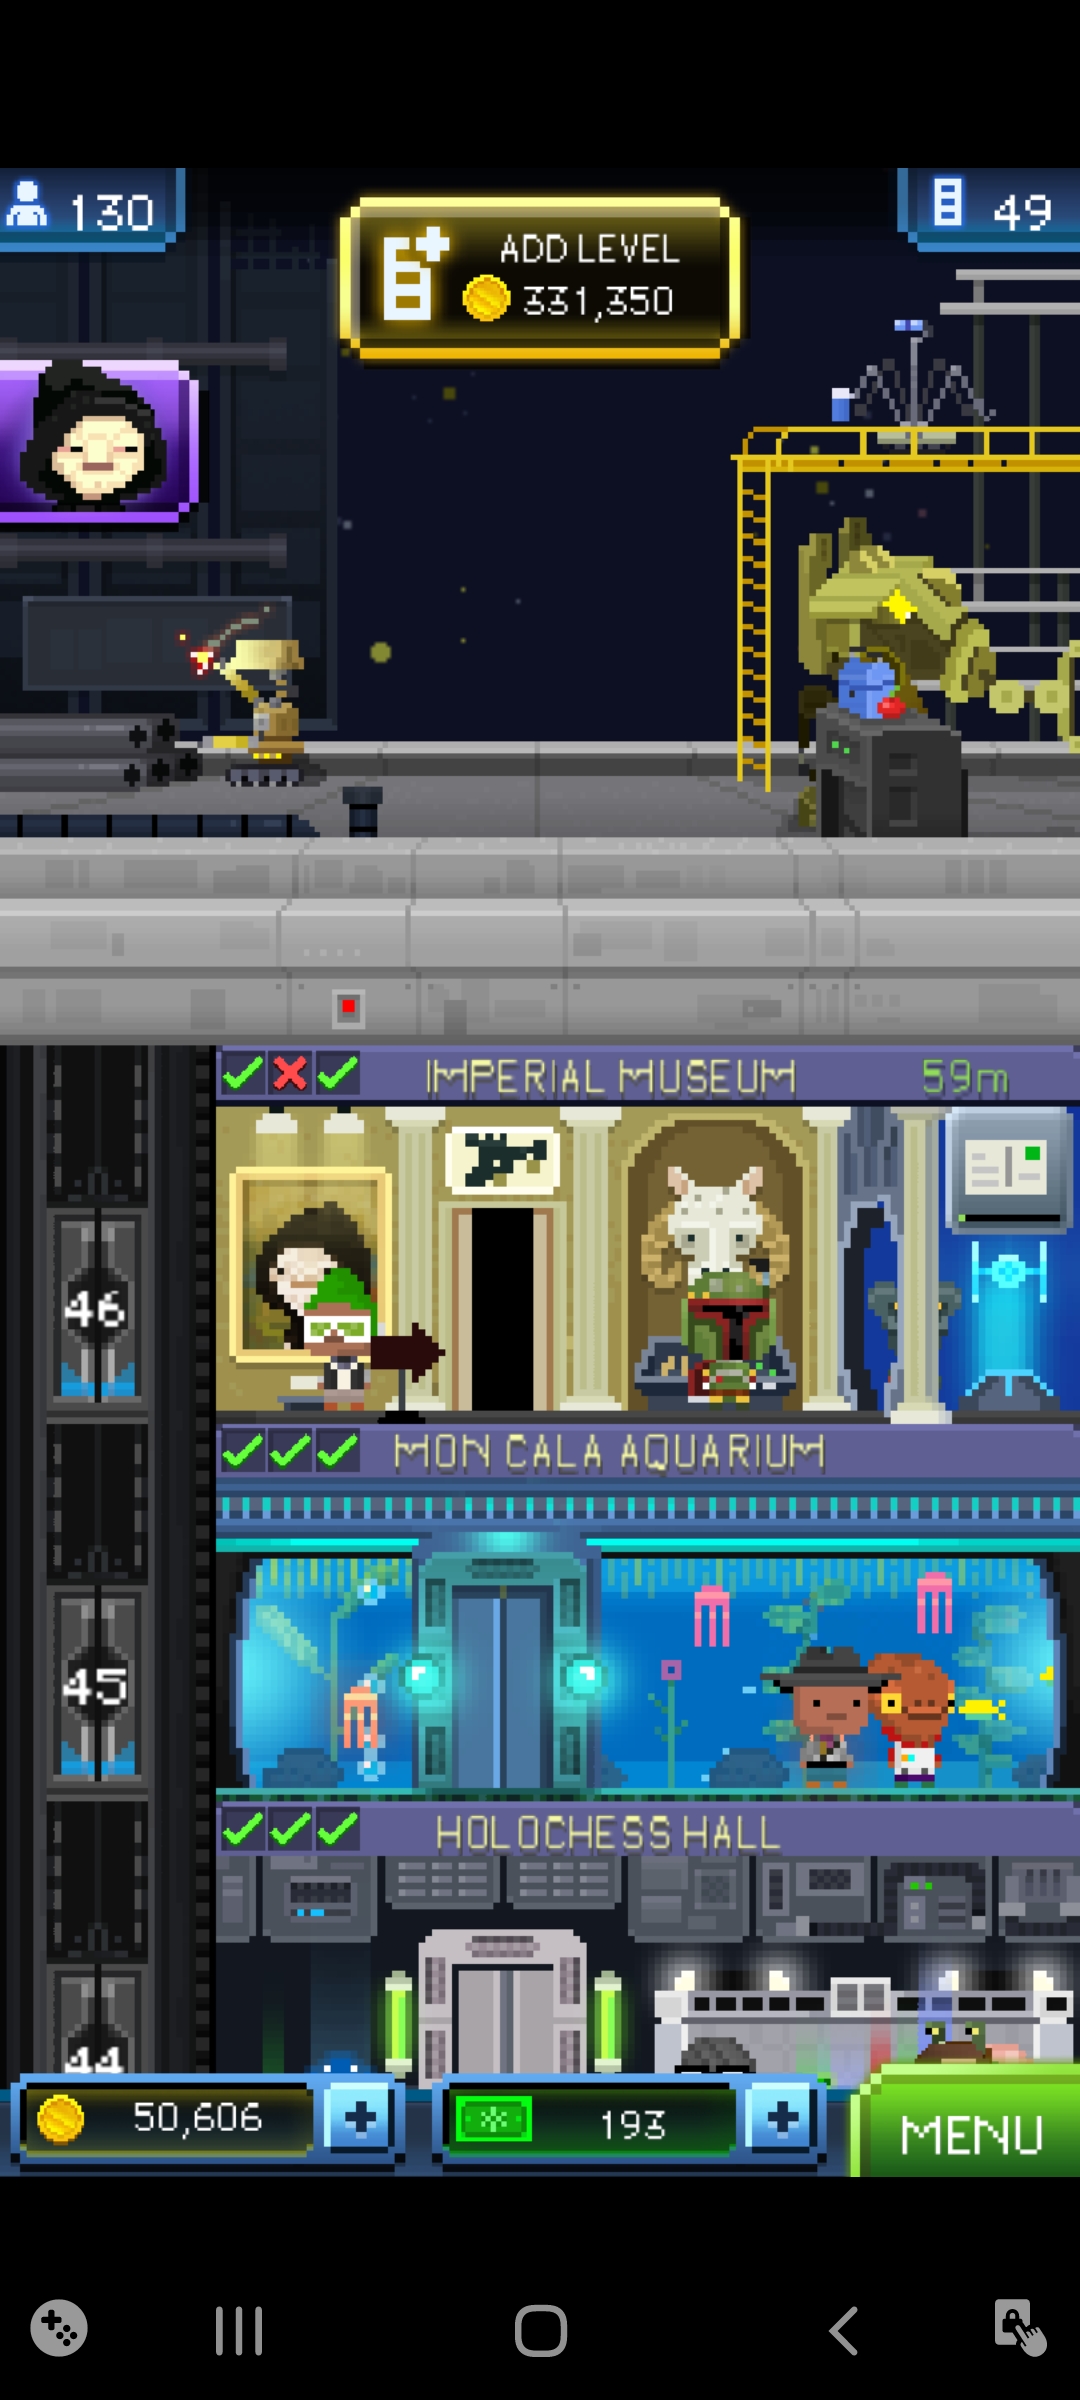 130
ADD LEVEL
331,350
49
IMPERIAL MUSEUM 59m
46
MON CALA AQUARIUM
45
HOLOCHESS HALL
44
50,606
193
MENU